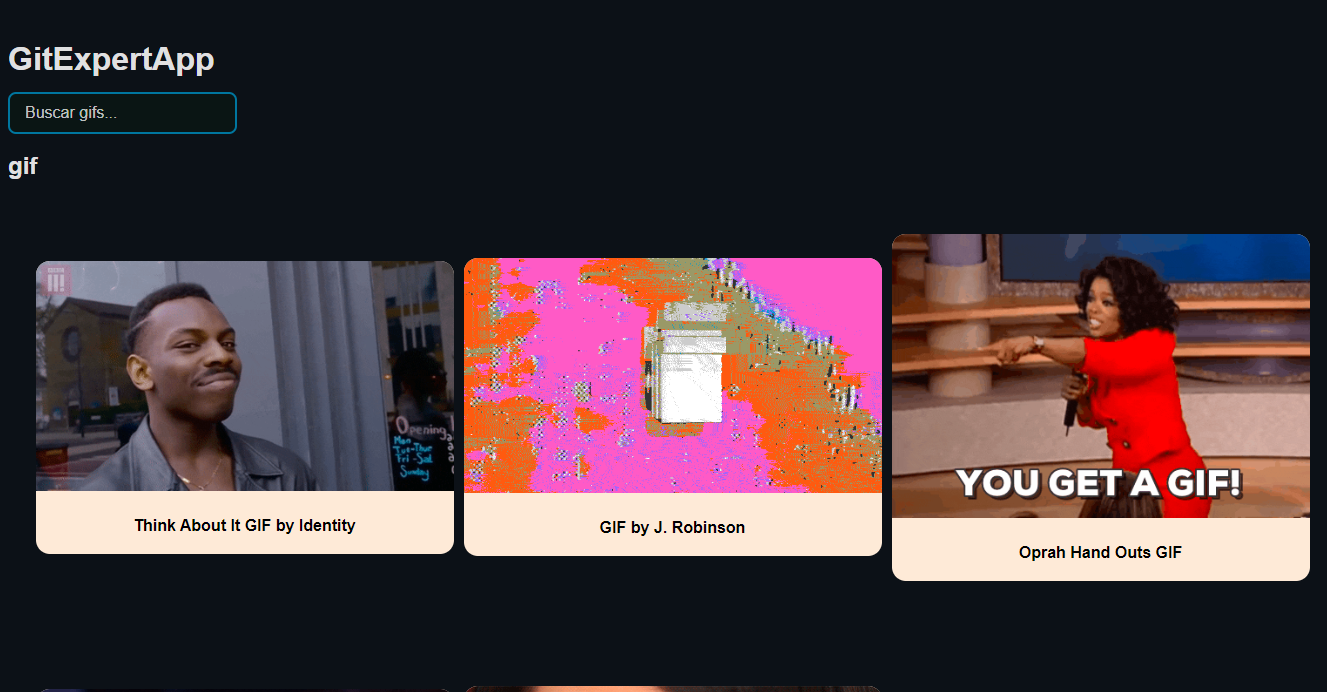 GitExpertApp
Buscar gifs...
gif
Opening
Mon
Tue-Thur
Fri-Sat
Sunday
YOU GET A GIF!
Think About It GIF by Identity
GIF by J. Robinson
Oprah Hand Outs GIF